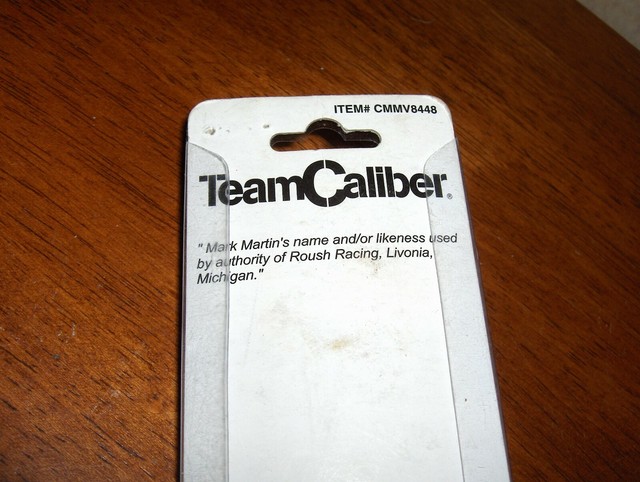 ITEM# CMMV8448
TeamCaliber®
" Mark Martin's name and/or likeness used
by authority of Roush Racing, Livonia,
Michigan."